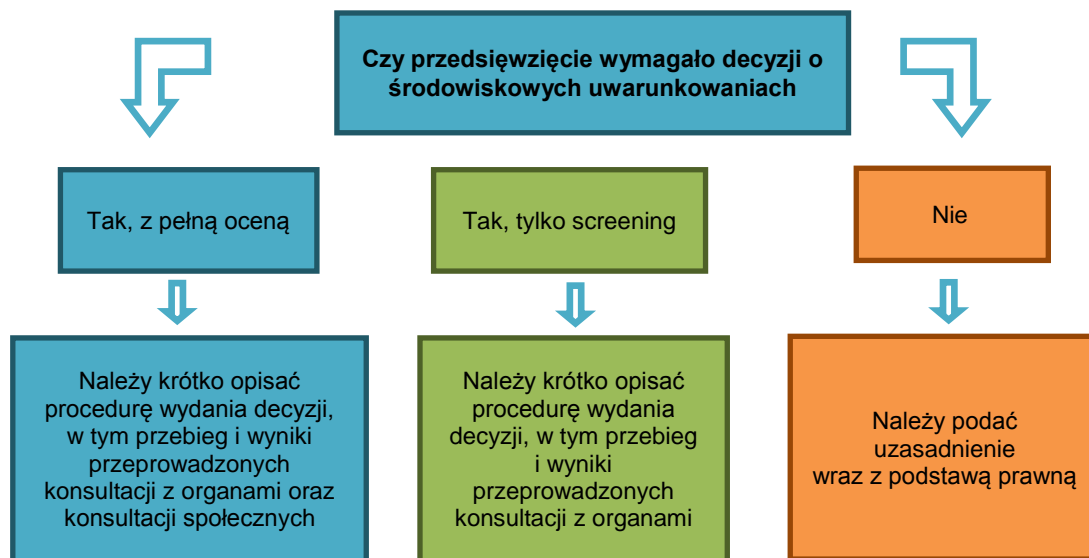 Czy przedsięwzięcie wymagało decyzji o
środowiskowych uwarunkowaniach
Tak, z pełną oceną
Tak, tylko screening
Nie
Należy krótko opisać
procedurę wydania decyzji,
w tym przebieg i wyniki
przeprowadzonych
konsultacji z organami oraz
konsultacji społecznych
Należy krótko opisać
procedurę wydania
decyzji, w tym przebieg
i wyniki
przeprowadzonych
konsultacji z organami
Należy podać
uzasadnienie
wraz z podstawą prawną